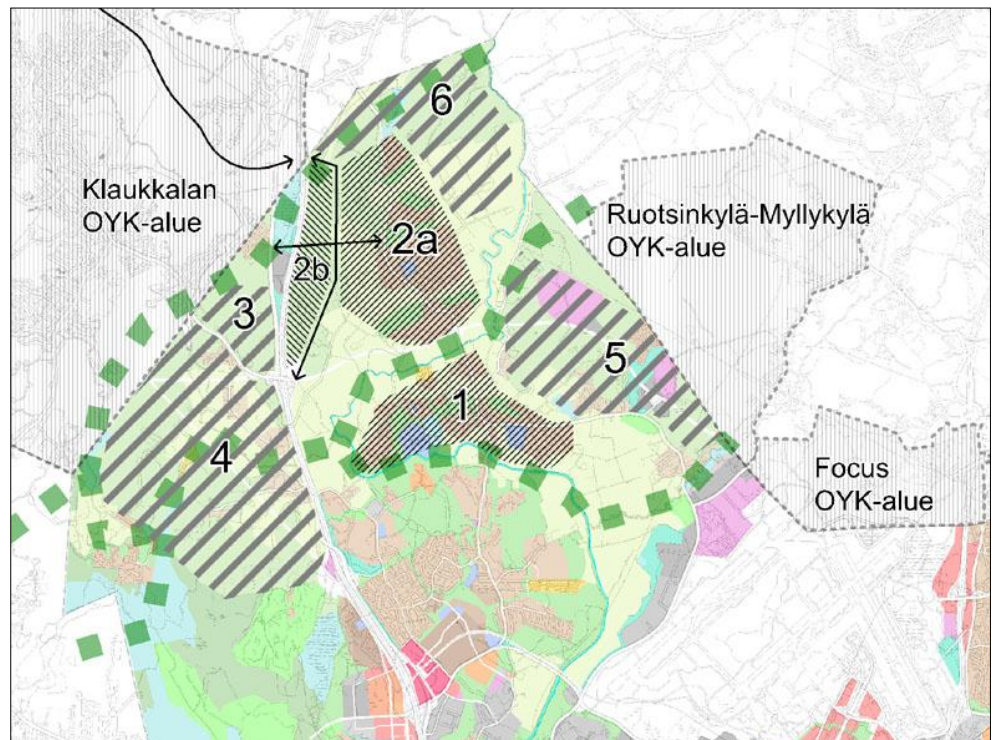 6
Klaukkalan
OYK-alue
Ruotsinkylä-Myllykylä
OYK-alue
2a
2b
3
5
1
4
Focus
OYK-alue